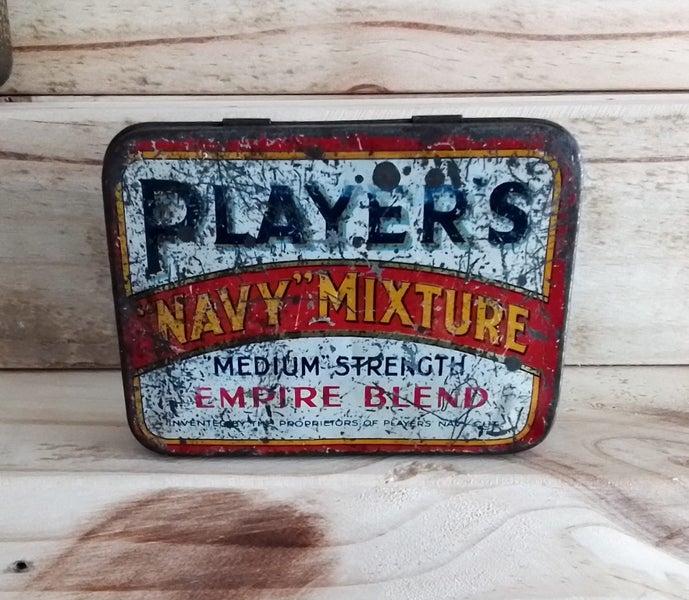 PLAYER'S
"NAVY" MIXTURE
"MEDIUM" STRENGTH
EMPIRE BLEND
INVENTED BY THE PROPRIETORS OF PLAYER'S NAVY CUT